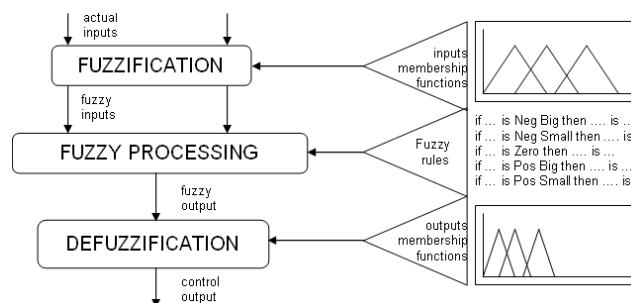 actual
inputs
FUZZIFICATION
inputs
membership
functions
fuzzy
inputs
FUZZY PROCESSING
Fuzzy
rules
if ... is Neg Big then .... is ...
if ... is Neg Small then .... is
if ... is Zero then .... is ...
if ... is Pos Big then .... is ...
if ... is Pos Small then .... is
fuzzy
output
DEFUZZIFICATION
outputs
membership
functions
control
output